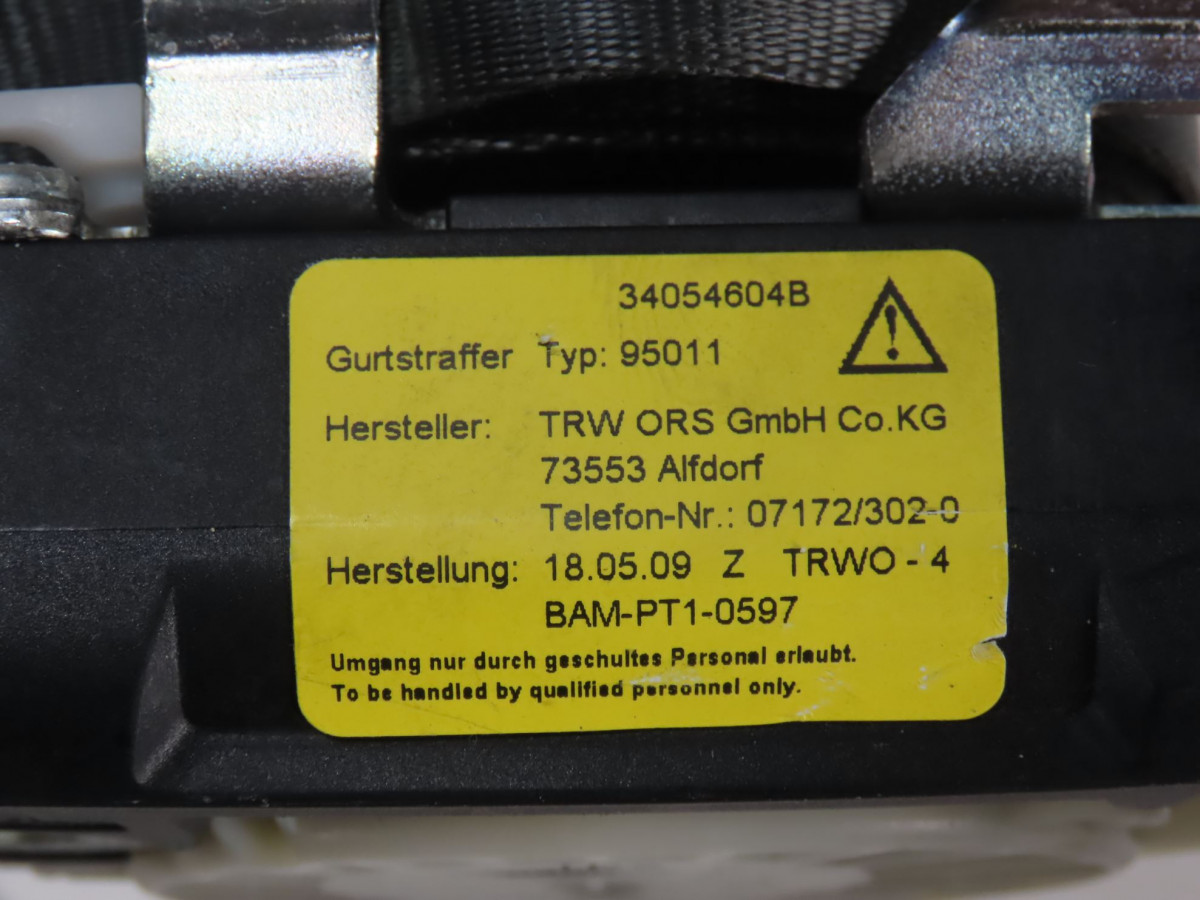 34054604B
Gurtstraffer Typ: 95011
Hersteller: TRW ORS GmbH Co.KG
73553 Alfdorf
Telefon-Nr.: 07172/302-0
Herstellung: 18.05.09 Z TRWO - 4
BAM-PT1-0597
Umgang nur durch geschultes Personal erlaubt.
To be handled by qualified personnel only.